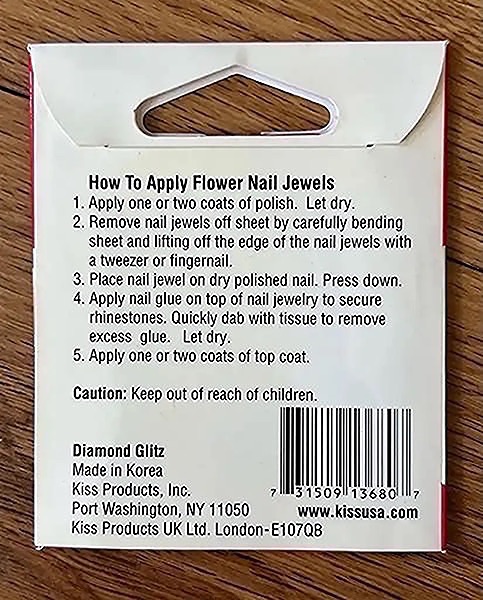 How To Apply Flower Nail Jewels
1. Apply one or two coats of polish. Let dry.
2. Remove nail jewels off sheet by carefully bending
sheet and lifting off the edge of the nail jewels with
a tweezer or fingernail.
3. Place nail jewel on dry polished nail. Press down.
4. Apply nail glue on top of nail jewelry to secure
rhinestones. Quickly dab with tissue to remove
excess glue. Let dry.
5. Apply one or two coats of top coat.
Caution: Keep out of reach of children.
Diamond Glitz
Made in Korea
Kiss Products, Inc.
Port Washington, NY 11050
Kiss Products UK Ltd. London-E107QB
7 31509 13680 7
www.kissusa.com